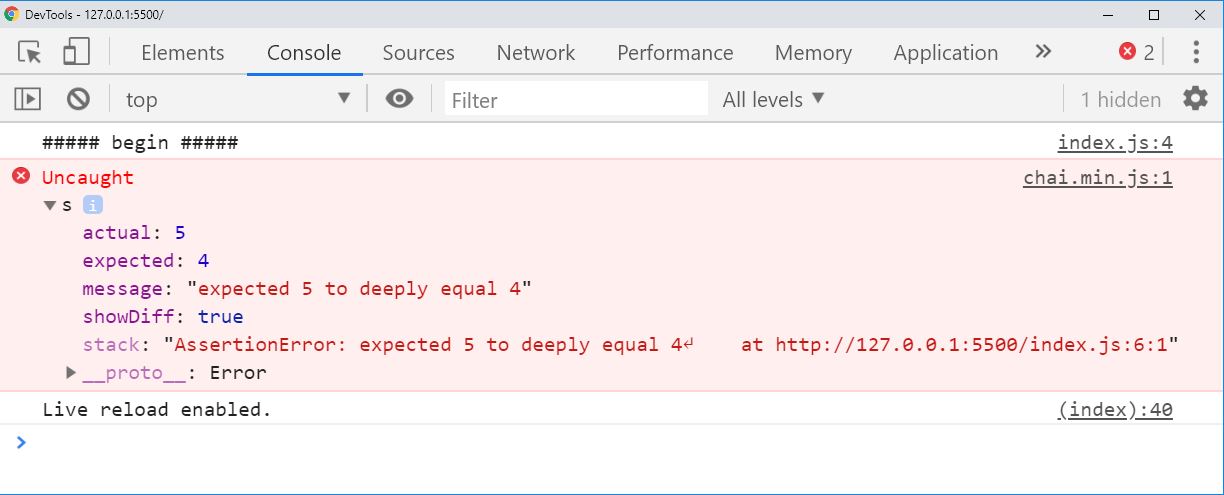 DevTools - 127.0.0.1:5500/
Elements Console Sources Network Performance Memory Application » 2
top Filter All levels 1 hidden
##### begin ##### index.js:4
Uncaught chai.min.js:1
s i
actual: 5
expected: 4
message: "expected 5 to deeply equal 4"
showDiff: true
stack: "AssertionError: expected 5 to deeply equal 4↵    at http://127.0.0.1:5500/index.js:6:1"
__proto__: Error
Live reload enabled. (index):40